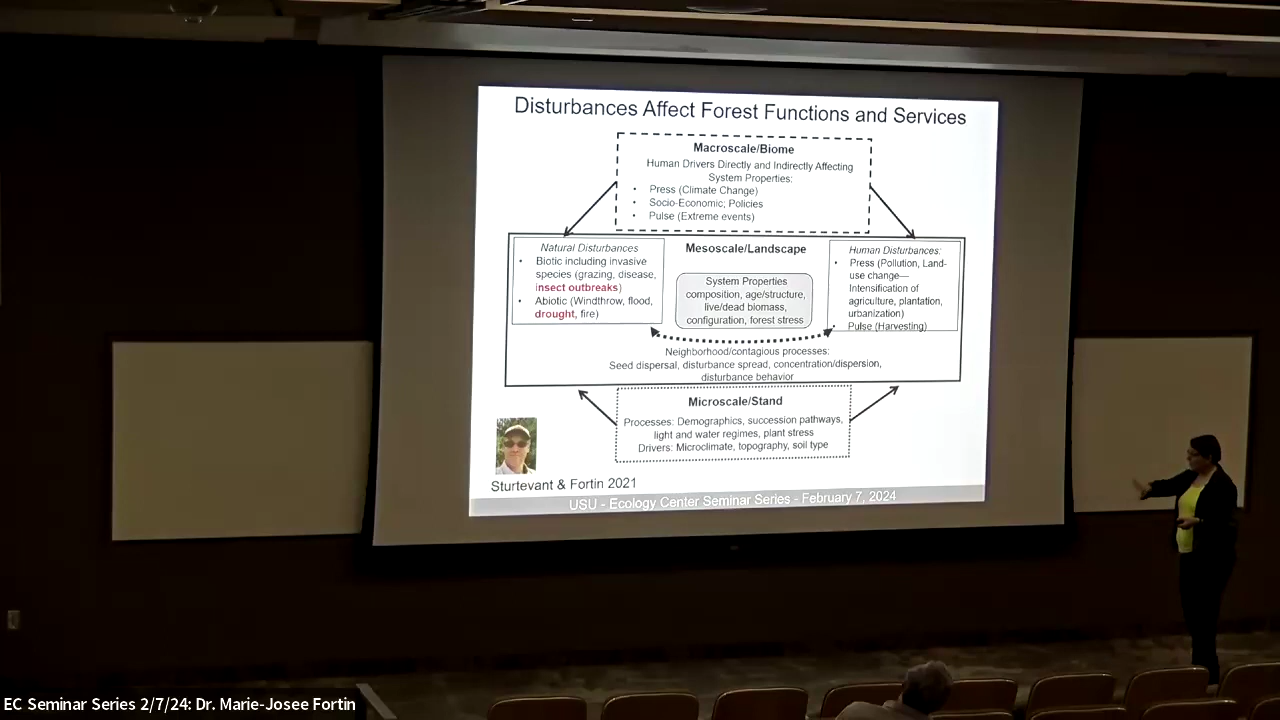 Disturbances Affect Forest Functions and Services
Macroscale/Biome
Human Drivers Directly and Indirectly Affecting
System Properties:
• Press (Climate Change)
• Socio-Economic; Policies
• Pulse (Extreme events)
Natural Disturbances
• Biotic including invasive
species (grazing, disease,
insect outbreaks)
• Abiotic (Windthrow, flood,
drought, fire)
Mesoscale/Landscape
System Properties
composition, age/structure,
live/dead biomass,
configuration, forest stress
Human Disturbances:
• Press (Pollution, Land-
use change—
Intensification of
agriculture, plantation,
urbanization)
• Pulse (Harvesting)
Neighborhood/contagious processes:
Seed dispersal, disturbance spread, concentration/dispersion,
disturbance behavior
Microscale/Stand
Processes: Demographics, succession pathways,
light and water regimes, plant stress
Drivers: Microclimate, topography, soil type
Sturtevant & Fortin 2021
USU - Ecology Center Seminar Series - February 7, 2024
EC Seminar Series 2/7/24: Dr. Marie-Josee Fortin